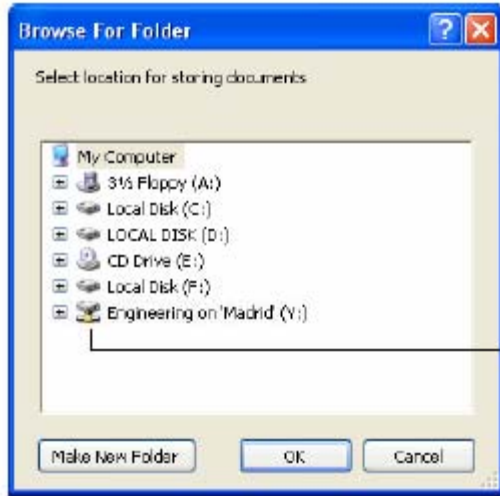 Browse For Folder
Select location for storing documents
My Computer
3½ Floppy (A:)
Local Disk (C:)
LOCAL DISK (D:)
CD Drive (E:)
Local Disk (F:)
Engineering on 'Madrid' (Y:)
Make New Folder OK Cancel